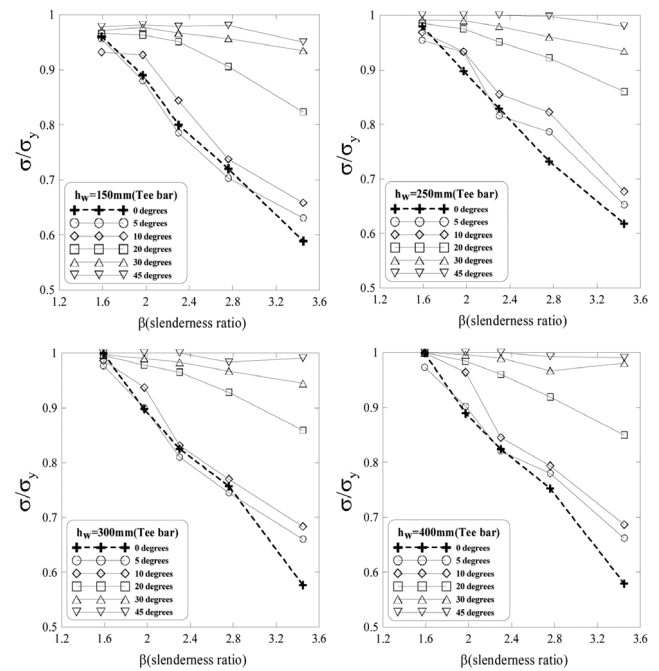 1
0.9
0.8
0.7
0.6
0.5
σ/σy
hw=150mm(Tee bar)
0 degrees
5 degrees
10 degrees
20 degrees
30 degrees
45 degrees
1.2 1.6 2 2.4 2.8 3.2 3.6
β(slenderness ratio)
1
0.9
0.8
0.7
0.6
0.5
σ/σy
hw=250mm(Tee bar)
0 degrees
5 degrees
10 degrees
20 degrees
30 degrees
45 degrees
1.2 1.6 2 2.4 2.8 3.2 3.6
β(slenderness ratio)
1
0.9
0.8
0.7
0.6
0.5
σ/σy
hw=300mm(Tee bar)
0 degrees
5 degrees
10 degrees
20 degrees
30 degrees
45 degrees
1.2 1.6 2 2.4 2.8 3.2 3.6
β(slenderness ratio)
1
0.9
0.8
0.7
0.6
0.5
σ/σy
hw=400mm(Tee bar)
0 degrees
5 degrees
10 degrees
20 degrees
30 degrees
45 degrees
1.2 1.6 2 2.4 2.8 3.2 3.6
β(slenderness ratio)